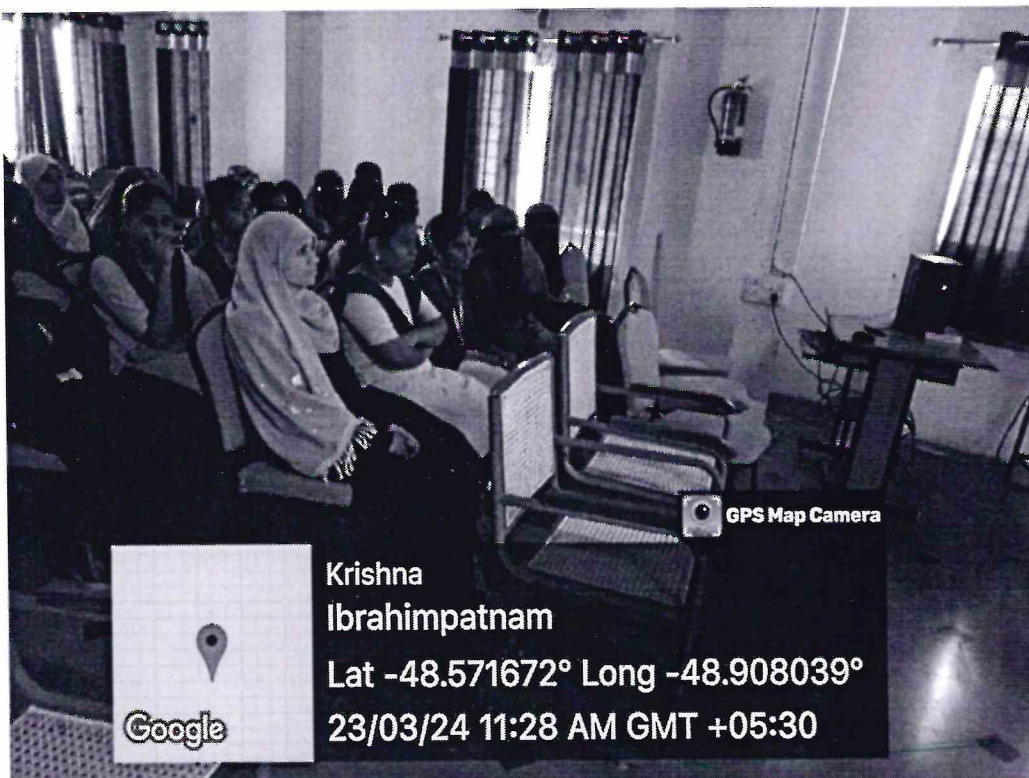 GPS Map Camera
Krishna
Ibrahimpatnam
Lat -48.571672° Long -48.908039°
23/03/24 11:28 AM GMT +05:30
Google